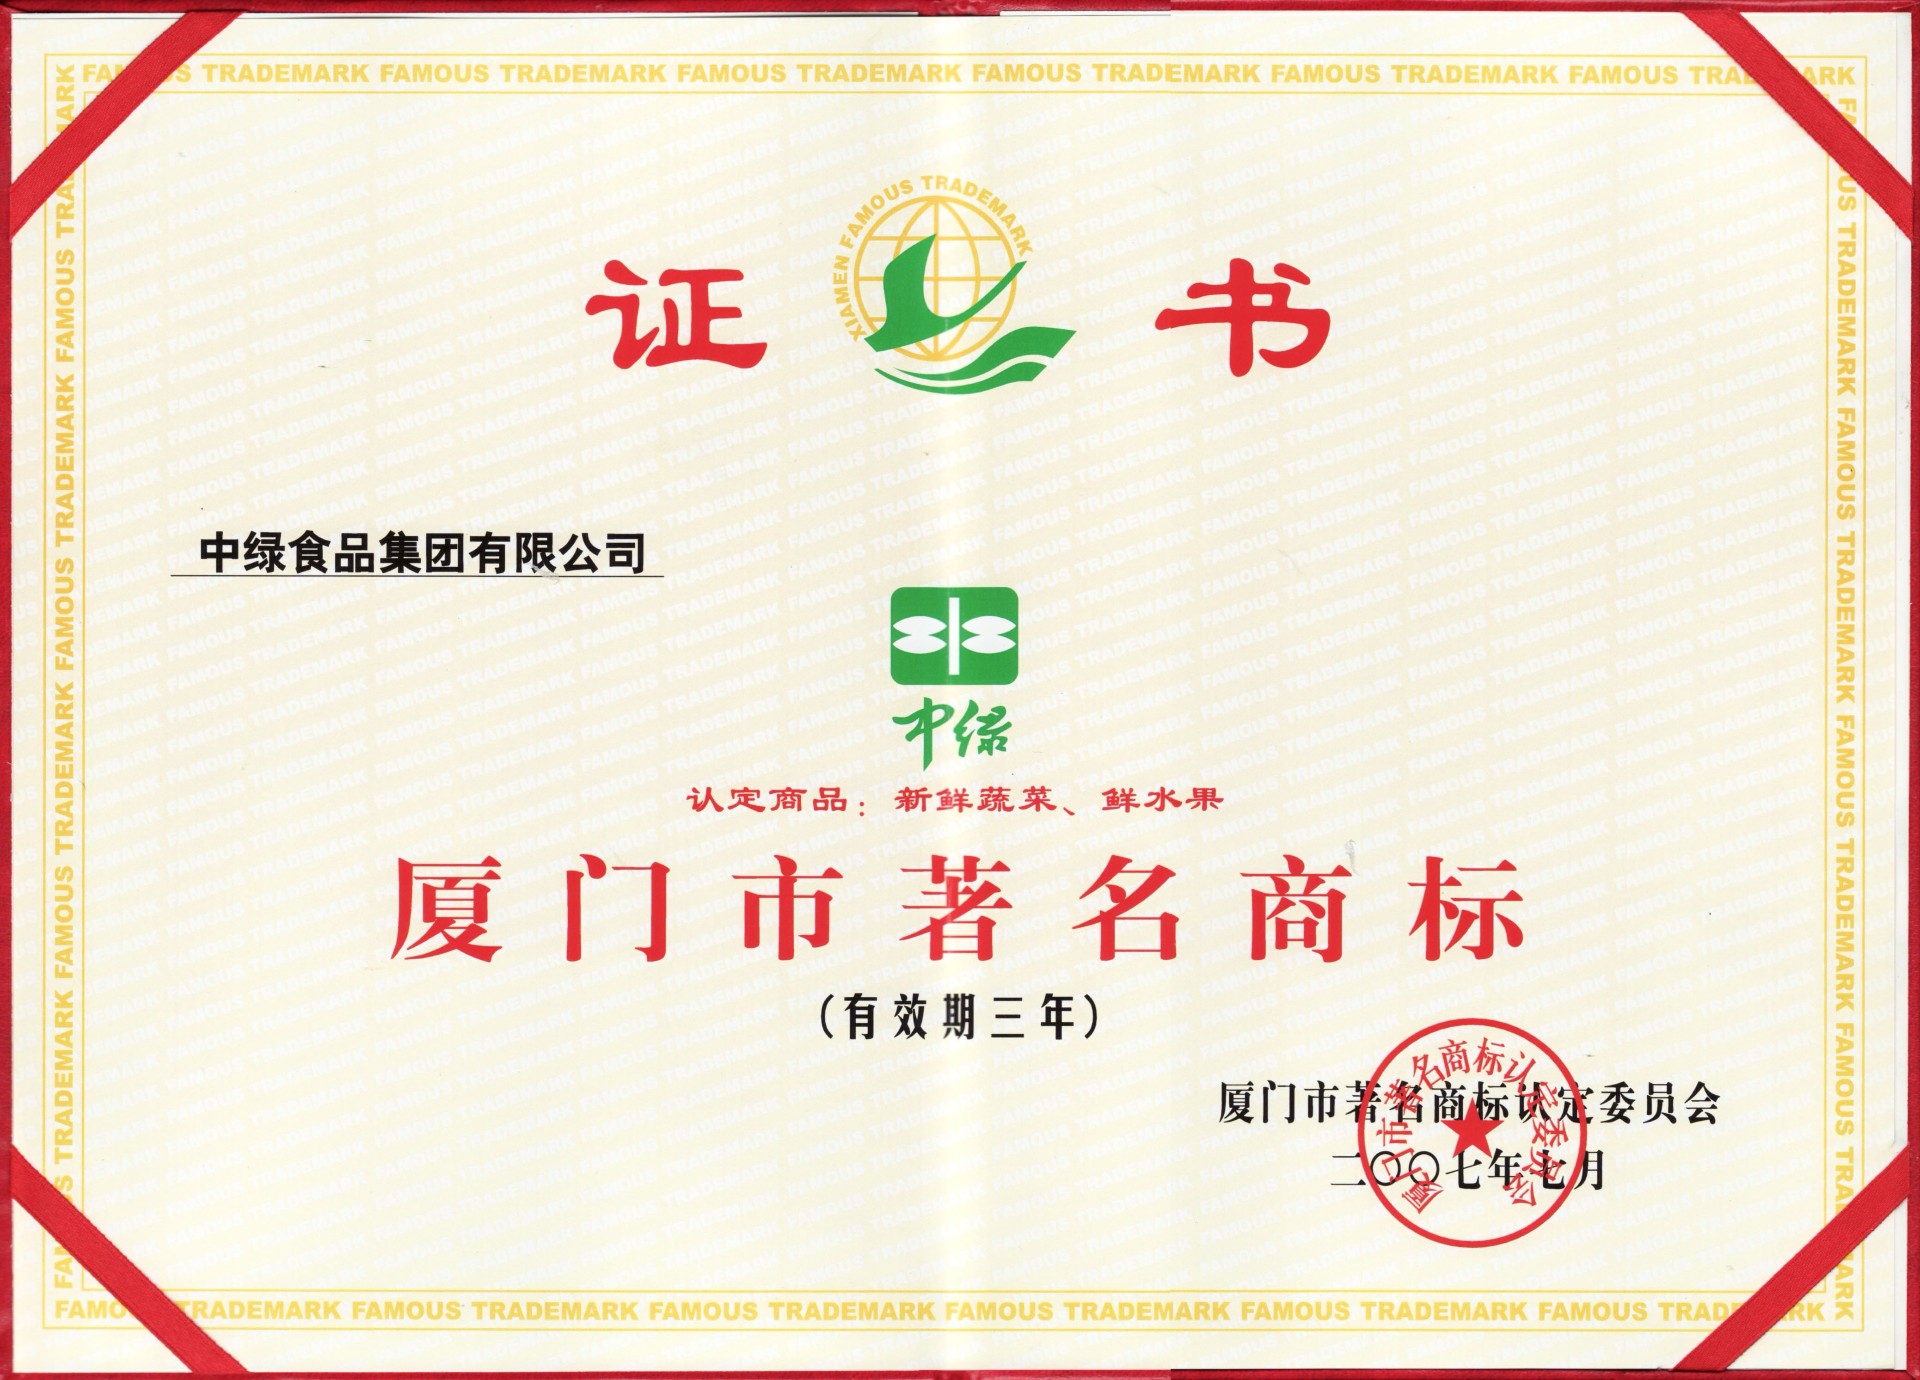 FAMOUS TRADEMARK FAMOUS TRADEMARK FAMOUS TRADEMARK FAMOUS TRADEMARK FAMOUS TRADEMARK FAMOUS TRADEMARK
XIAMEN FAMOUS TRADEMARK
证书
中绿食品集团有限公司
中绿
认定商品：新鲜蔬菜、鲜水果
厦门市著名商标
（有效期三年）
厦门市著名商标认定委员会
二〇〇七年七月
厦门市著名商标认定委员会
FAMOUS TRADEMARK FAMOUS TRADEMARK FAMOUS TRADEMARK FAMOUS TRADEMARK FAMOUS TRADEMARK FAMOUS TRADEMARK